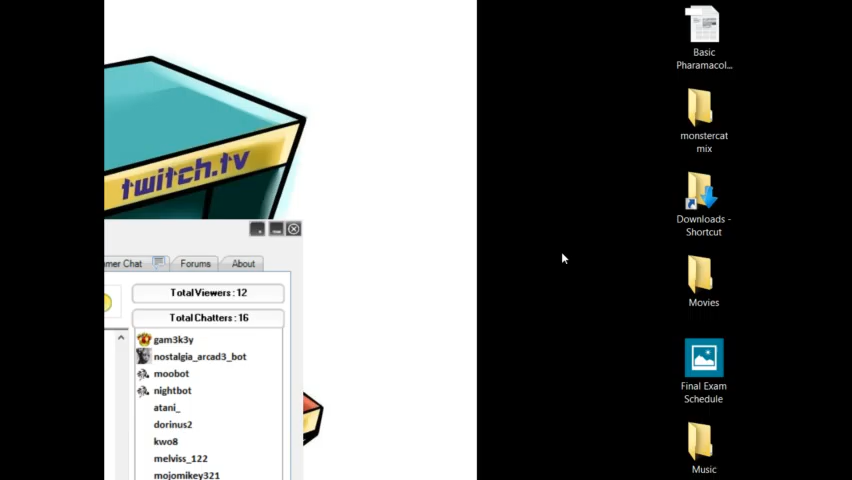 twitch.tv
mer Chat
Forums
About
Total Viewers : 12
Total Chatters : 16
gam3k3y
nostalgia_arcad3_bot
moobot
nightbot
atani_
dorinus2
kwo8
melviss_122
mojomikey321
Basic
Pharamacol...
monstercat
mix
Downloads -
Shortcut
Movies
Final Exam
Schedule
Music